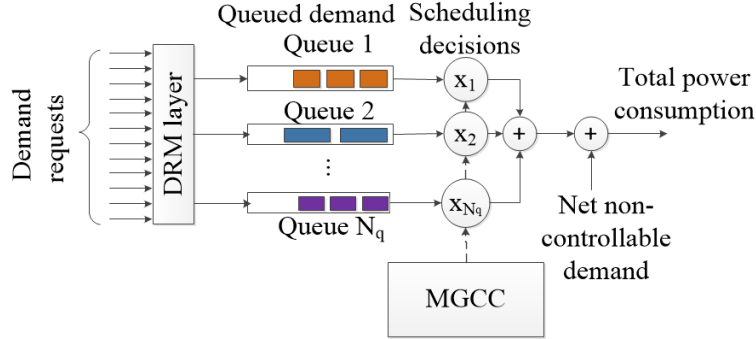 Queued demand
Scheduling
decisions
Queue 1
Total power
consumption
Demand
requests
DRM layer
x1
Queue 2
x2
+
+
...
xNq
Queue Nq
Net non-
controllable
demand
MGCC